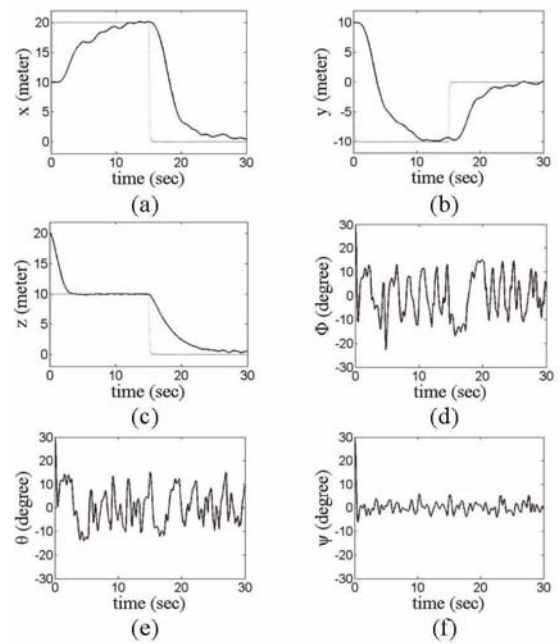 20
15
10
5
0
x (meter)
0 10 20 30
time (sec)
(a)
10
5
0
-5
-10
y (meter)
0 10 20 30
time (sec)
(b)
20
15
10
5
0
z (meter)
0 10 20 30
time (sec)
(c)
30
20
10
0
-10
-20
-30
Φ (degree)
0 10 20 30
time (sec)
(d)
30
20
10
0
-10
-20
-30
θ (degree)
0 10 20 30
time (sec)
(e)
30
20
10
0
-10
-20
-30
ψ (degree)
0 10 20 30
time (sec)
(f)